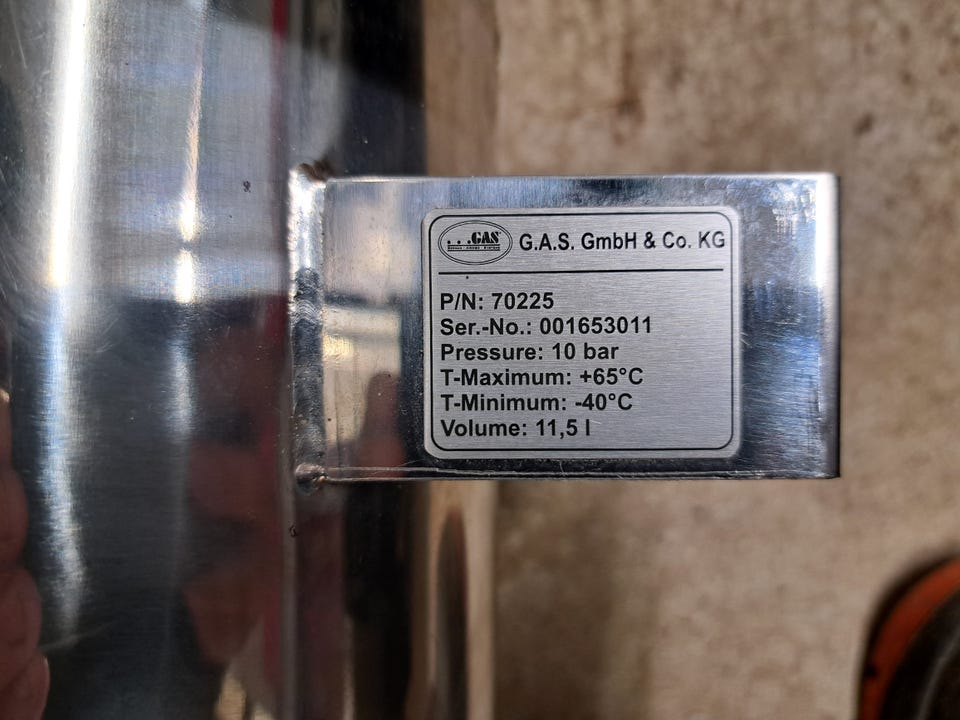 ...GAS
G.A.S. GmbH & Co. KG
P/N: 70225
Ser.-No.: 001653011
Pressure: 10 bar
T-Maximum: +65°C
T-Minimum: -40°C
Volume: 11,5 l